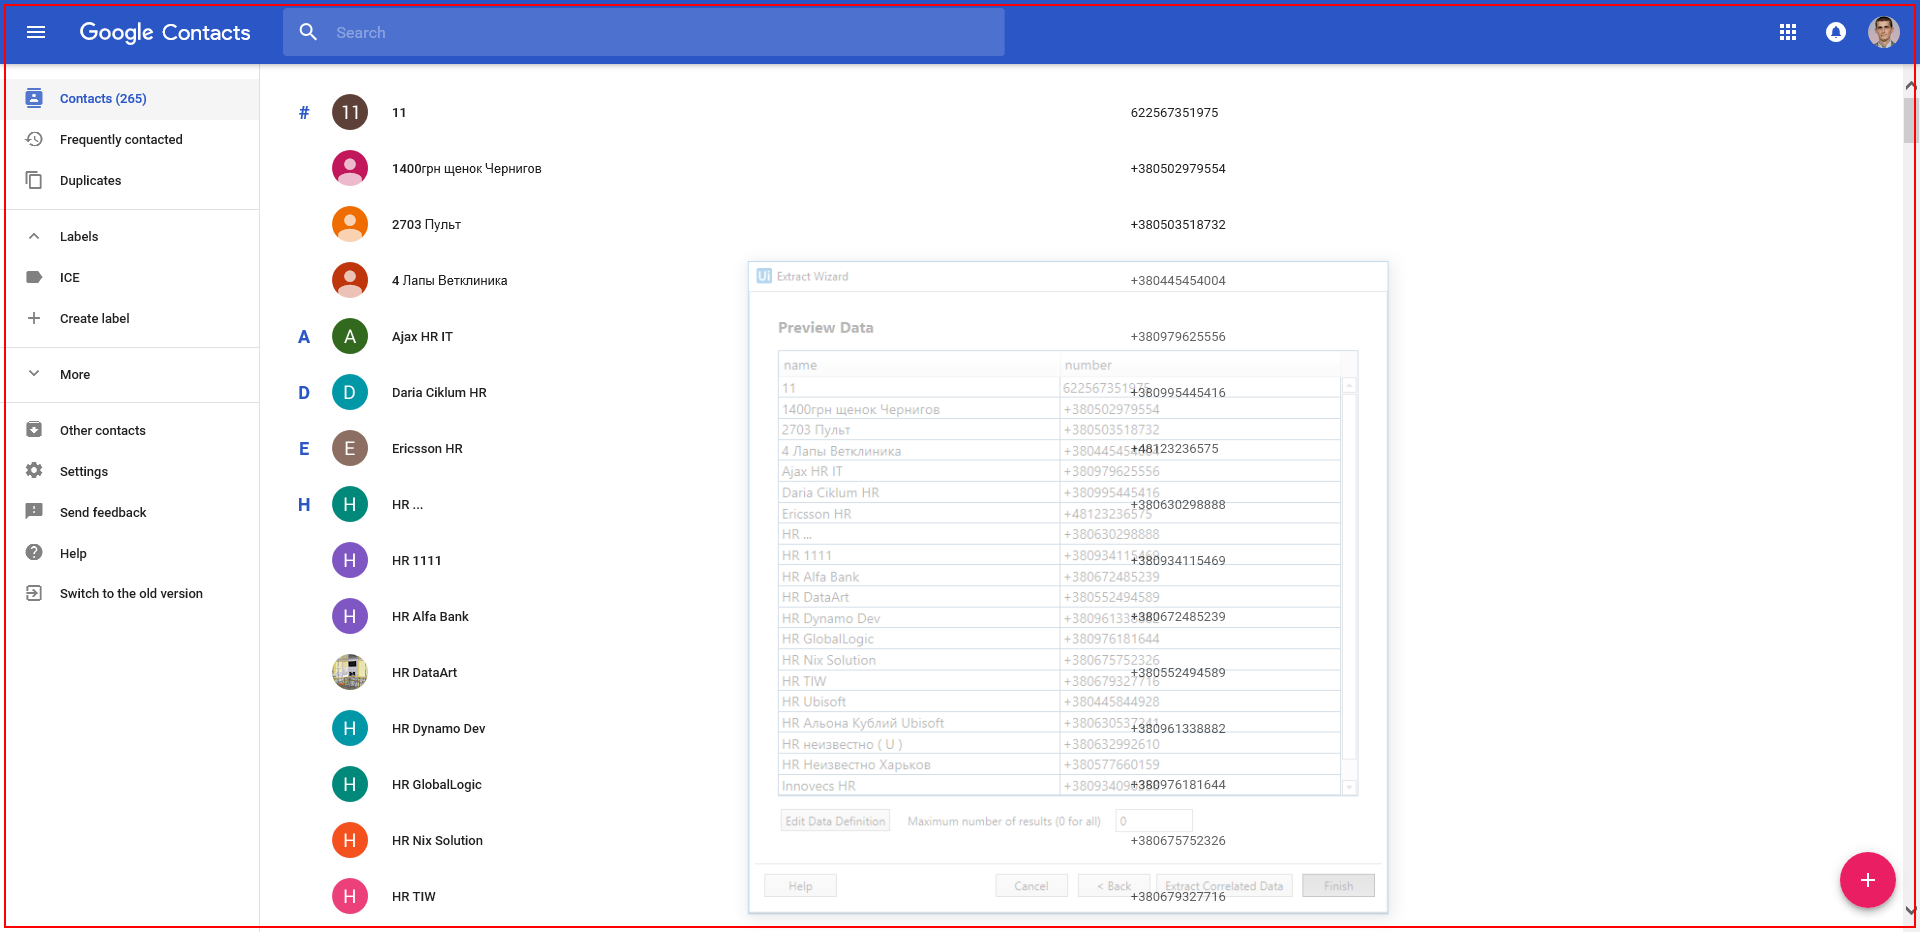 Google Contacts
Search
Contacts (265)
Frequently contacted
Duplicates
Labels
ICE
Create label
More
Other contacts
Settings
Send feedback
Help
Switch to the old version
# 11 11 622567351975
1400грн щенок Чернигов +380502979554
2703 Пульт +380503518732
4 Лапы Ветклиника +380445454004
A A Ajax HR IT +380979625556
D D Daria Ciklum HR +380995445416
E E Ericsson HR +48123236575
H H HR ... +380630298888
H HR 1111 +380934115469
H HR Alfa Bank +380672485239
HR DataArt +380552494589
H HR Dynamo Dev +380961338882
H HR GlobalLogic +380976181644
H HR Nix Solution +380675752326
H HR TIW +380679327716
Ui Extract Wizard
Preview Data
name number
11 622567351975
1400грн щенок Чернигов +380502979554
2703 Пульт +380503518732
4 Лапы Ветклиника
Ajax HR IT +380979625556
Daria Ciklum HR +380995445416
Ericsson HR +48123236575
HR ... +380630298888
HR 1111 +380934115469
HR Alfa Bank +380672485239
HR DataArt +380552494589
HR Dynamo Dev
HR GlobalLogic +380976181644
HR Nix Solution +380675752326
HR TIW +380679327716
HR Ubisoft +380445844928
HR Альона Кублий Ubisoft
HR неизвестно ( U ) +380632992610
HR Неизвестно Харьков +380577660159
Innovecs HR
Edit Data Definition Maximum number of results (0 for all) 0
Help Cancel < Back Extract Correlated Data Finish